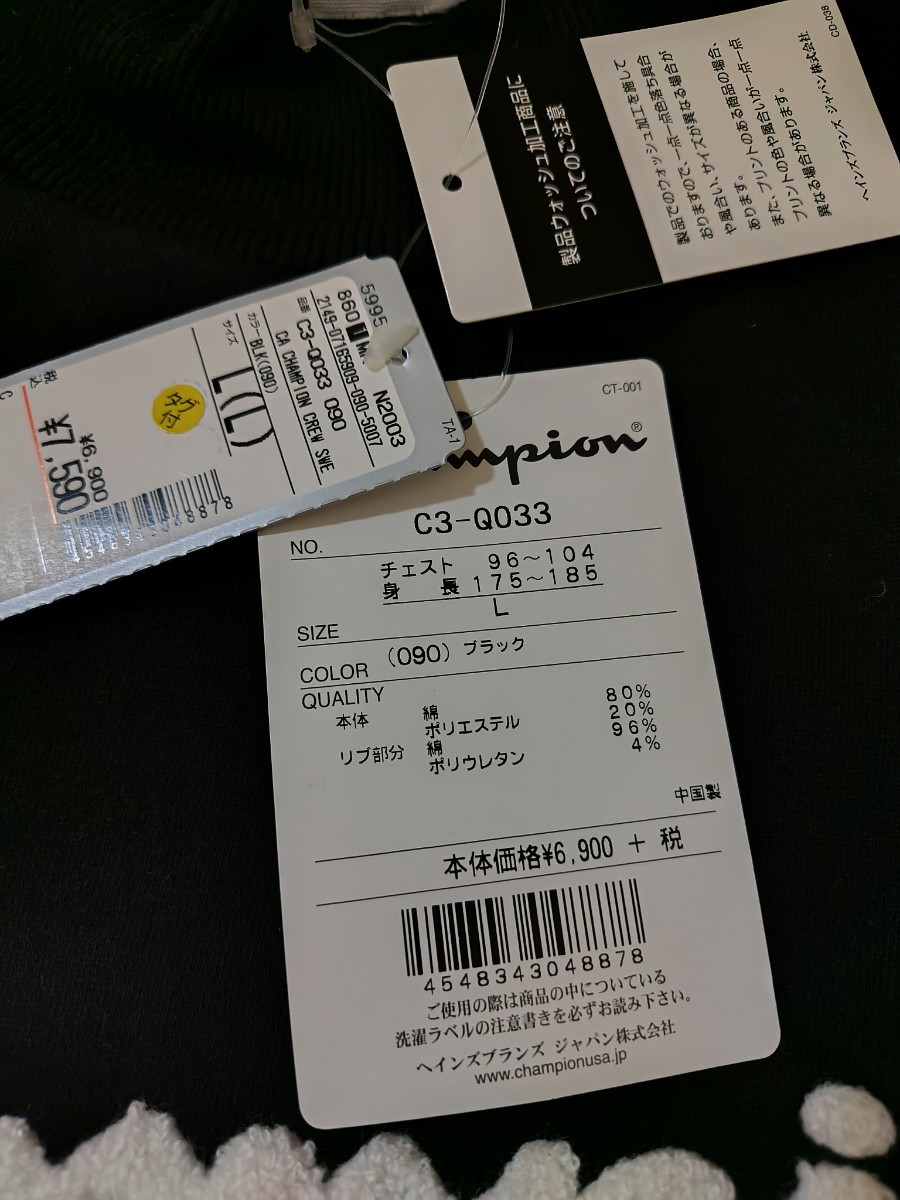 製品ウォッシュ加工商品に
ついてのご注意
製品でのウォッシュ加工を施して
おりますので、一点一点色落ち具合
や風合い、サイズが異なる場合が
あります。
また、プリントのある商品の場合、
プリントの色や風合いが一点一点
異なる場合があります。
ヘインズブランズ ジャパン株式会社
CD-038
5995
860 1 N2003
2149-07165909-090-5007
品番 C3-Q033 090
CA CHAMPION CREW SWE
カラー BLK(090)
サイズ L(L)
タグ付
¥6,900
税込 ¥7,590
C
TA-1
CT-001
mpion®
NO. C3-Q033
チェスト 96~104
身長 175~185
SIZE L
COLOR (090) ブラック
QUALITY
本体 綿 80%
ポリエステル 20%
リブ部分 綿 96%
ポリウレタン 4%
中国製
本体価格¥6,900 + 税
4548343048878
ご使用の際は商品の中についている
洗濯ラベルの注意書きを必ずお読み下さい。
ヘインズブランズ ジャパン株式会社
www.championusa.jp